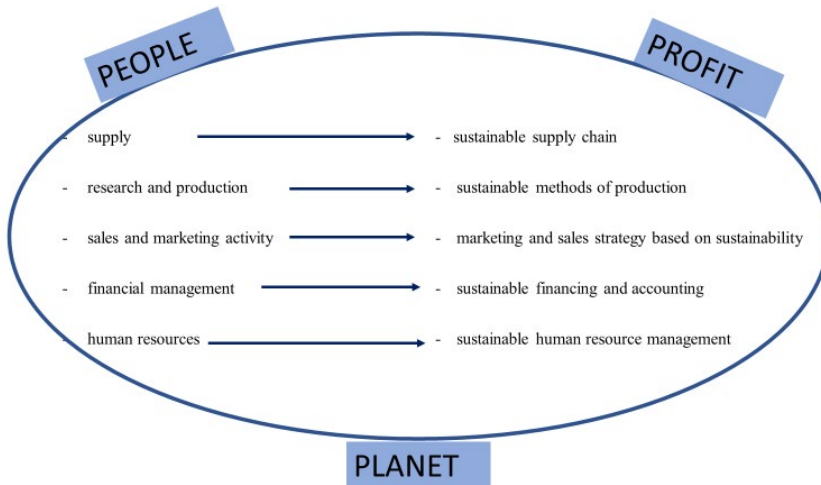 PEOPLE
PROFIT
- supply
- sustainable supply chain
- research and production
- sustainable methods of production
- sales and marketing activity
- marketing and sales strategy based on sustainability
- financial management
- sustainable financing and accounting
- human resources
- sustainable human resource management
PLANET